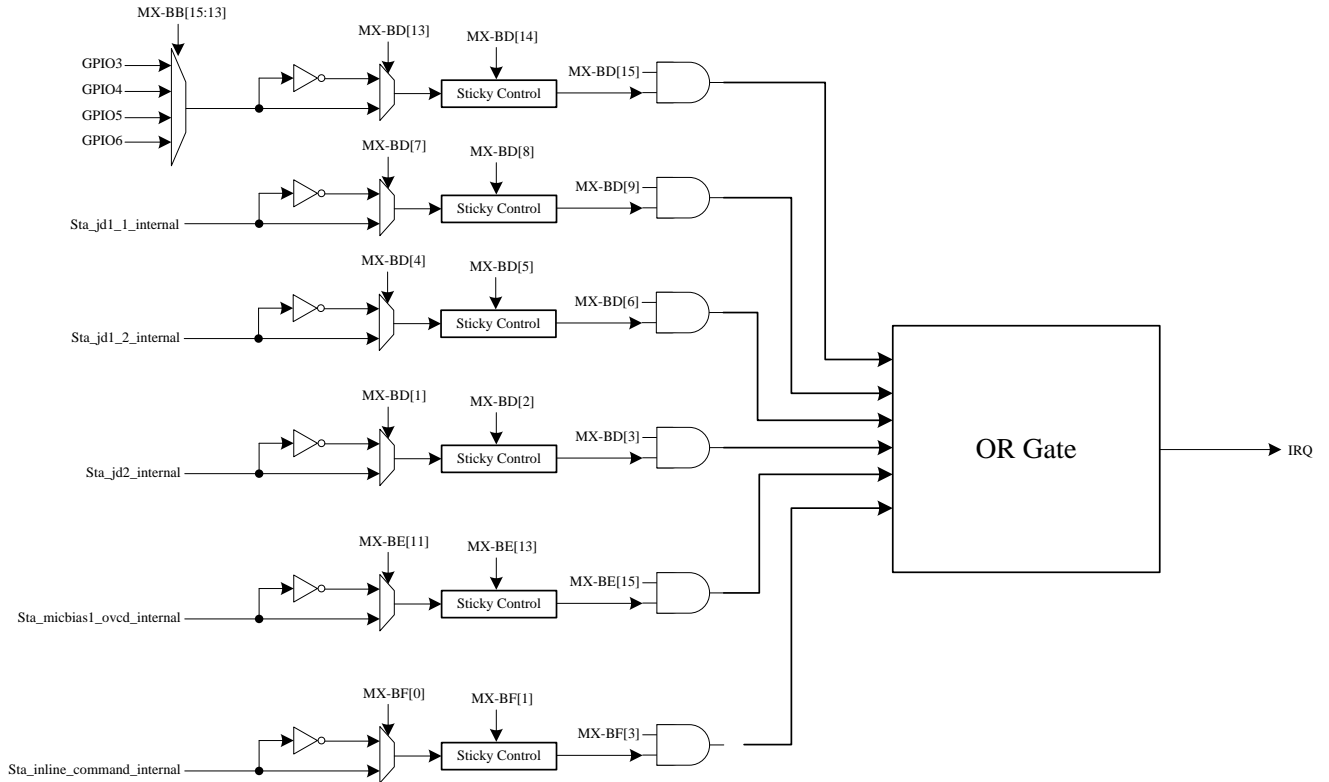 MX-BB[15:13]
MX-BD[13]
MX-BD[14]
GPIO3
GPIO4
GPIO5
GPIO6
Sticky Control
MX-BD[15]
MX-BD[7]
MX-BD[8]
MX-BD[9]
Sticky Control
Sta_jd1_1_internal
MX-BD[4]
MX-BD[5]
MX-BD[6]
Sticky Control
Sta_jd1_2_internal
MX-BD[1]
MX-BD[2]
MX-BD[3]
Sticky Control
Sta_jd2_internal
OR Gate
IRQ
MX-BE[11]
MX-BE[13]
MX-BE[15]
Sticky Control
Sta_micbias1_ovcd_internal
MX-BF[0]
MX-BF[1]
MX-BF[3]
Sticky Control
Sta_inline_command_internal